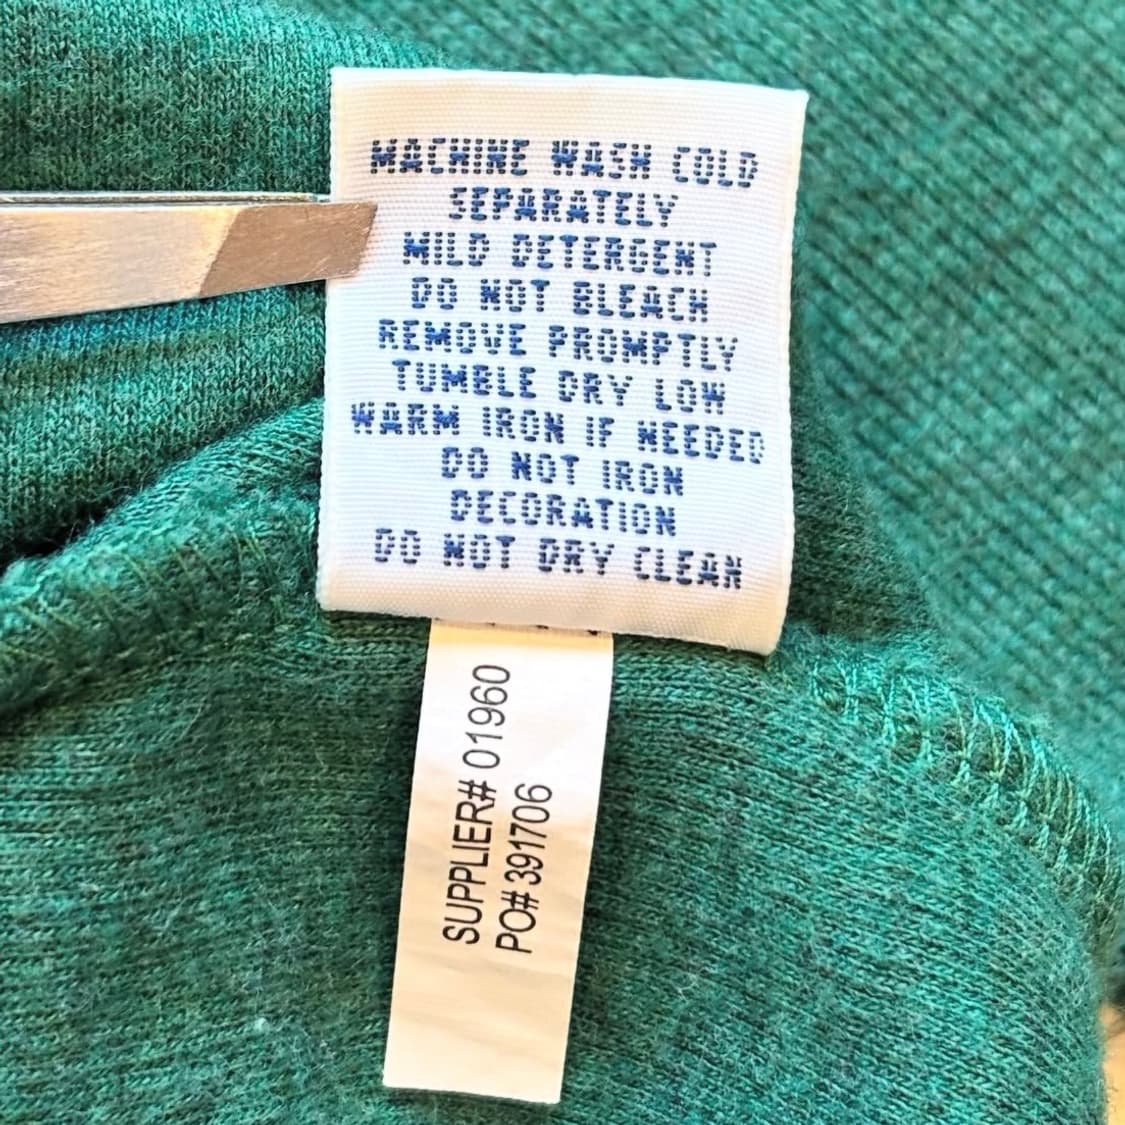 MACHINE WASH COLD
SEPARATELY
MILD DETERGENT
DO NOT BLEACH
REMOVE PROMPTLY
TUMBLE DRY LOW
WARM IRON IF NEEDED
DO NOT IRON
DECORATION
DO NOT DRY CLEAN
SUPPLIER# 01960
PO# 391706